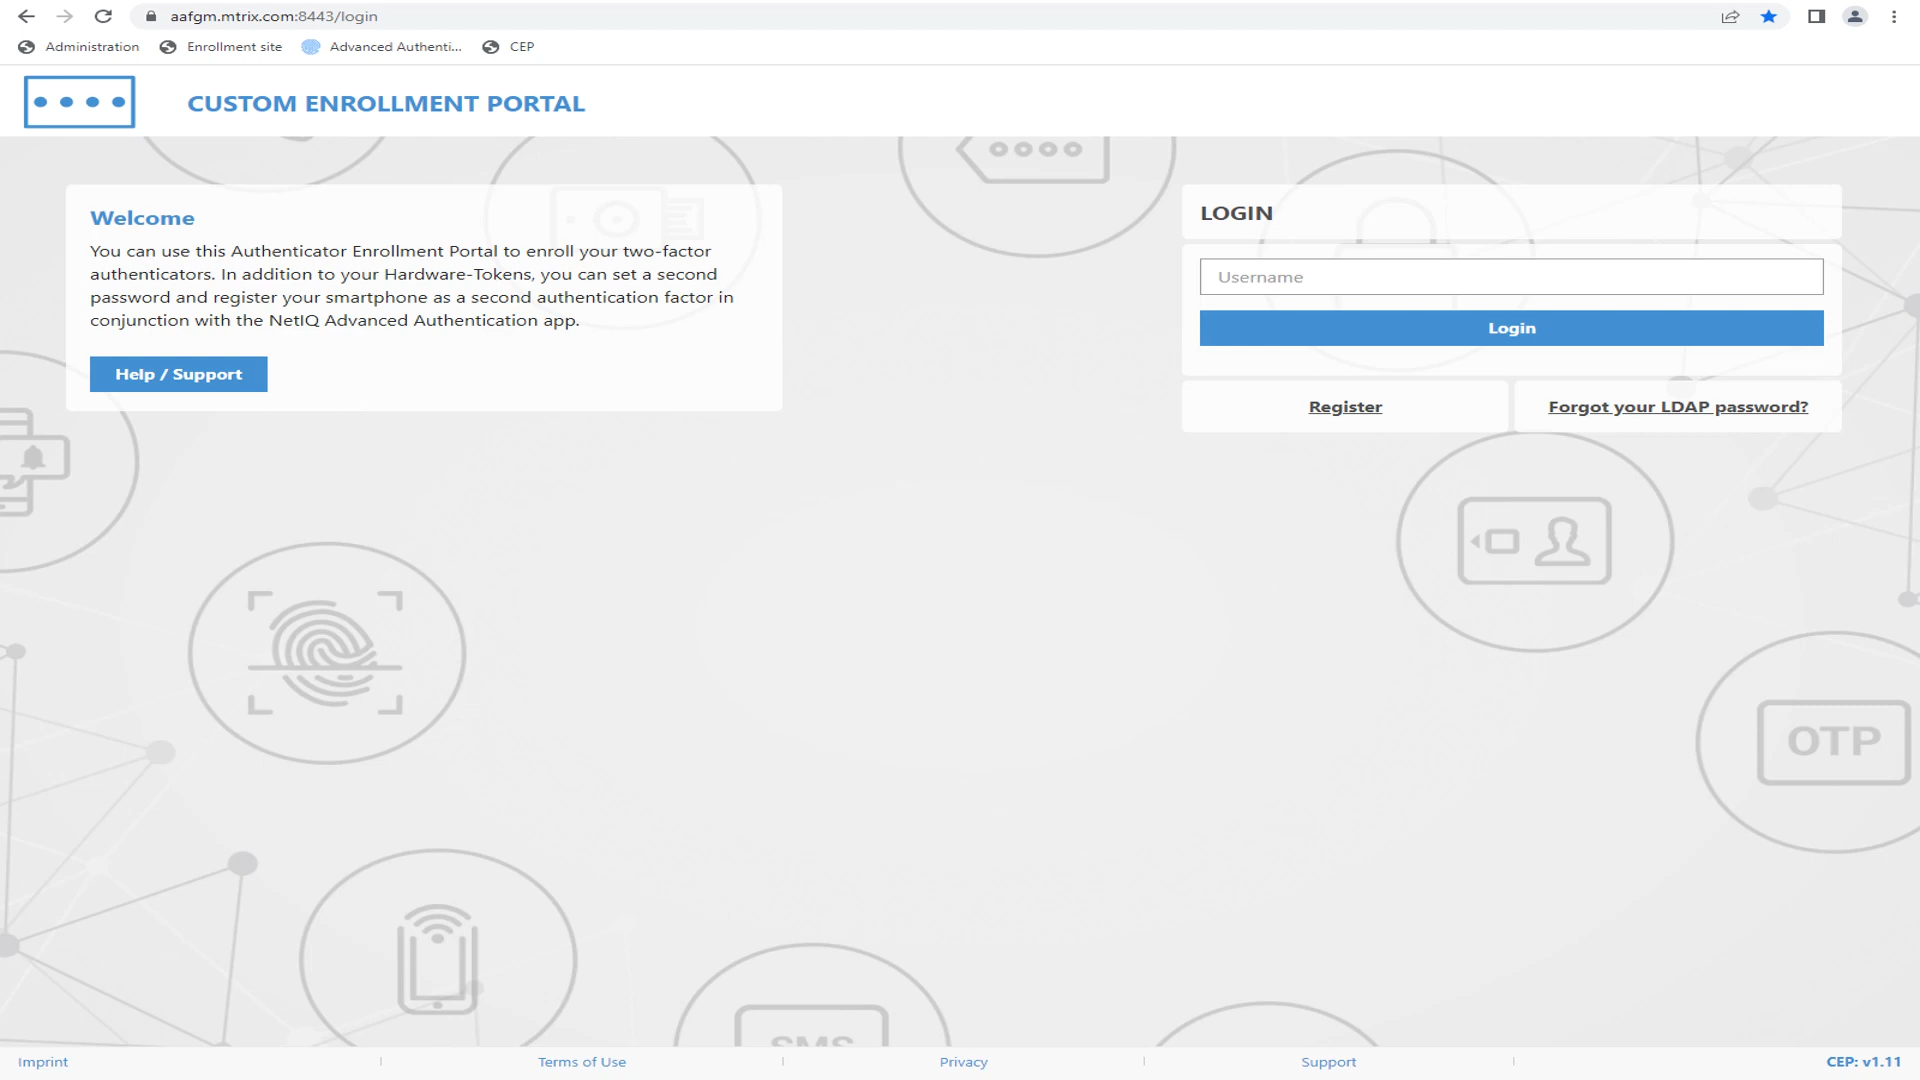 aafgm.mtrix.com:8443/login
Administration
Enrollment site
Advanced Authenti...
CEP
CUSTOM ENROLLMENT PORTAL
Welcome
You can use this Authenticator Enrollment Portal to enroll your two-factor
authenticators. In addition to your Hardware-Tokens, you can set a second
password and register your smartphone as a second authentication factor in
conjunction with the NetIQ Advanced Authentication app.
Help / Support
LOGIN
Username
Login
Register
Forgot your LDAP password?
OTP
SMS
Imprint
Terms of Use
Privacy
Support
CEP: v1.11